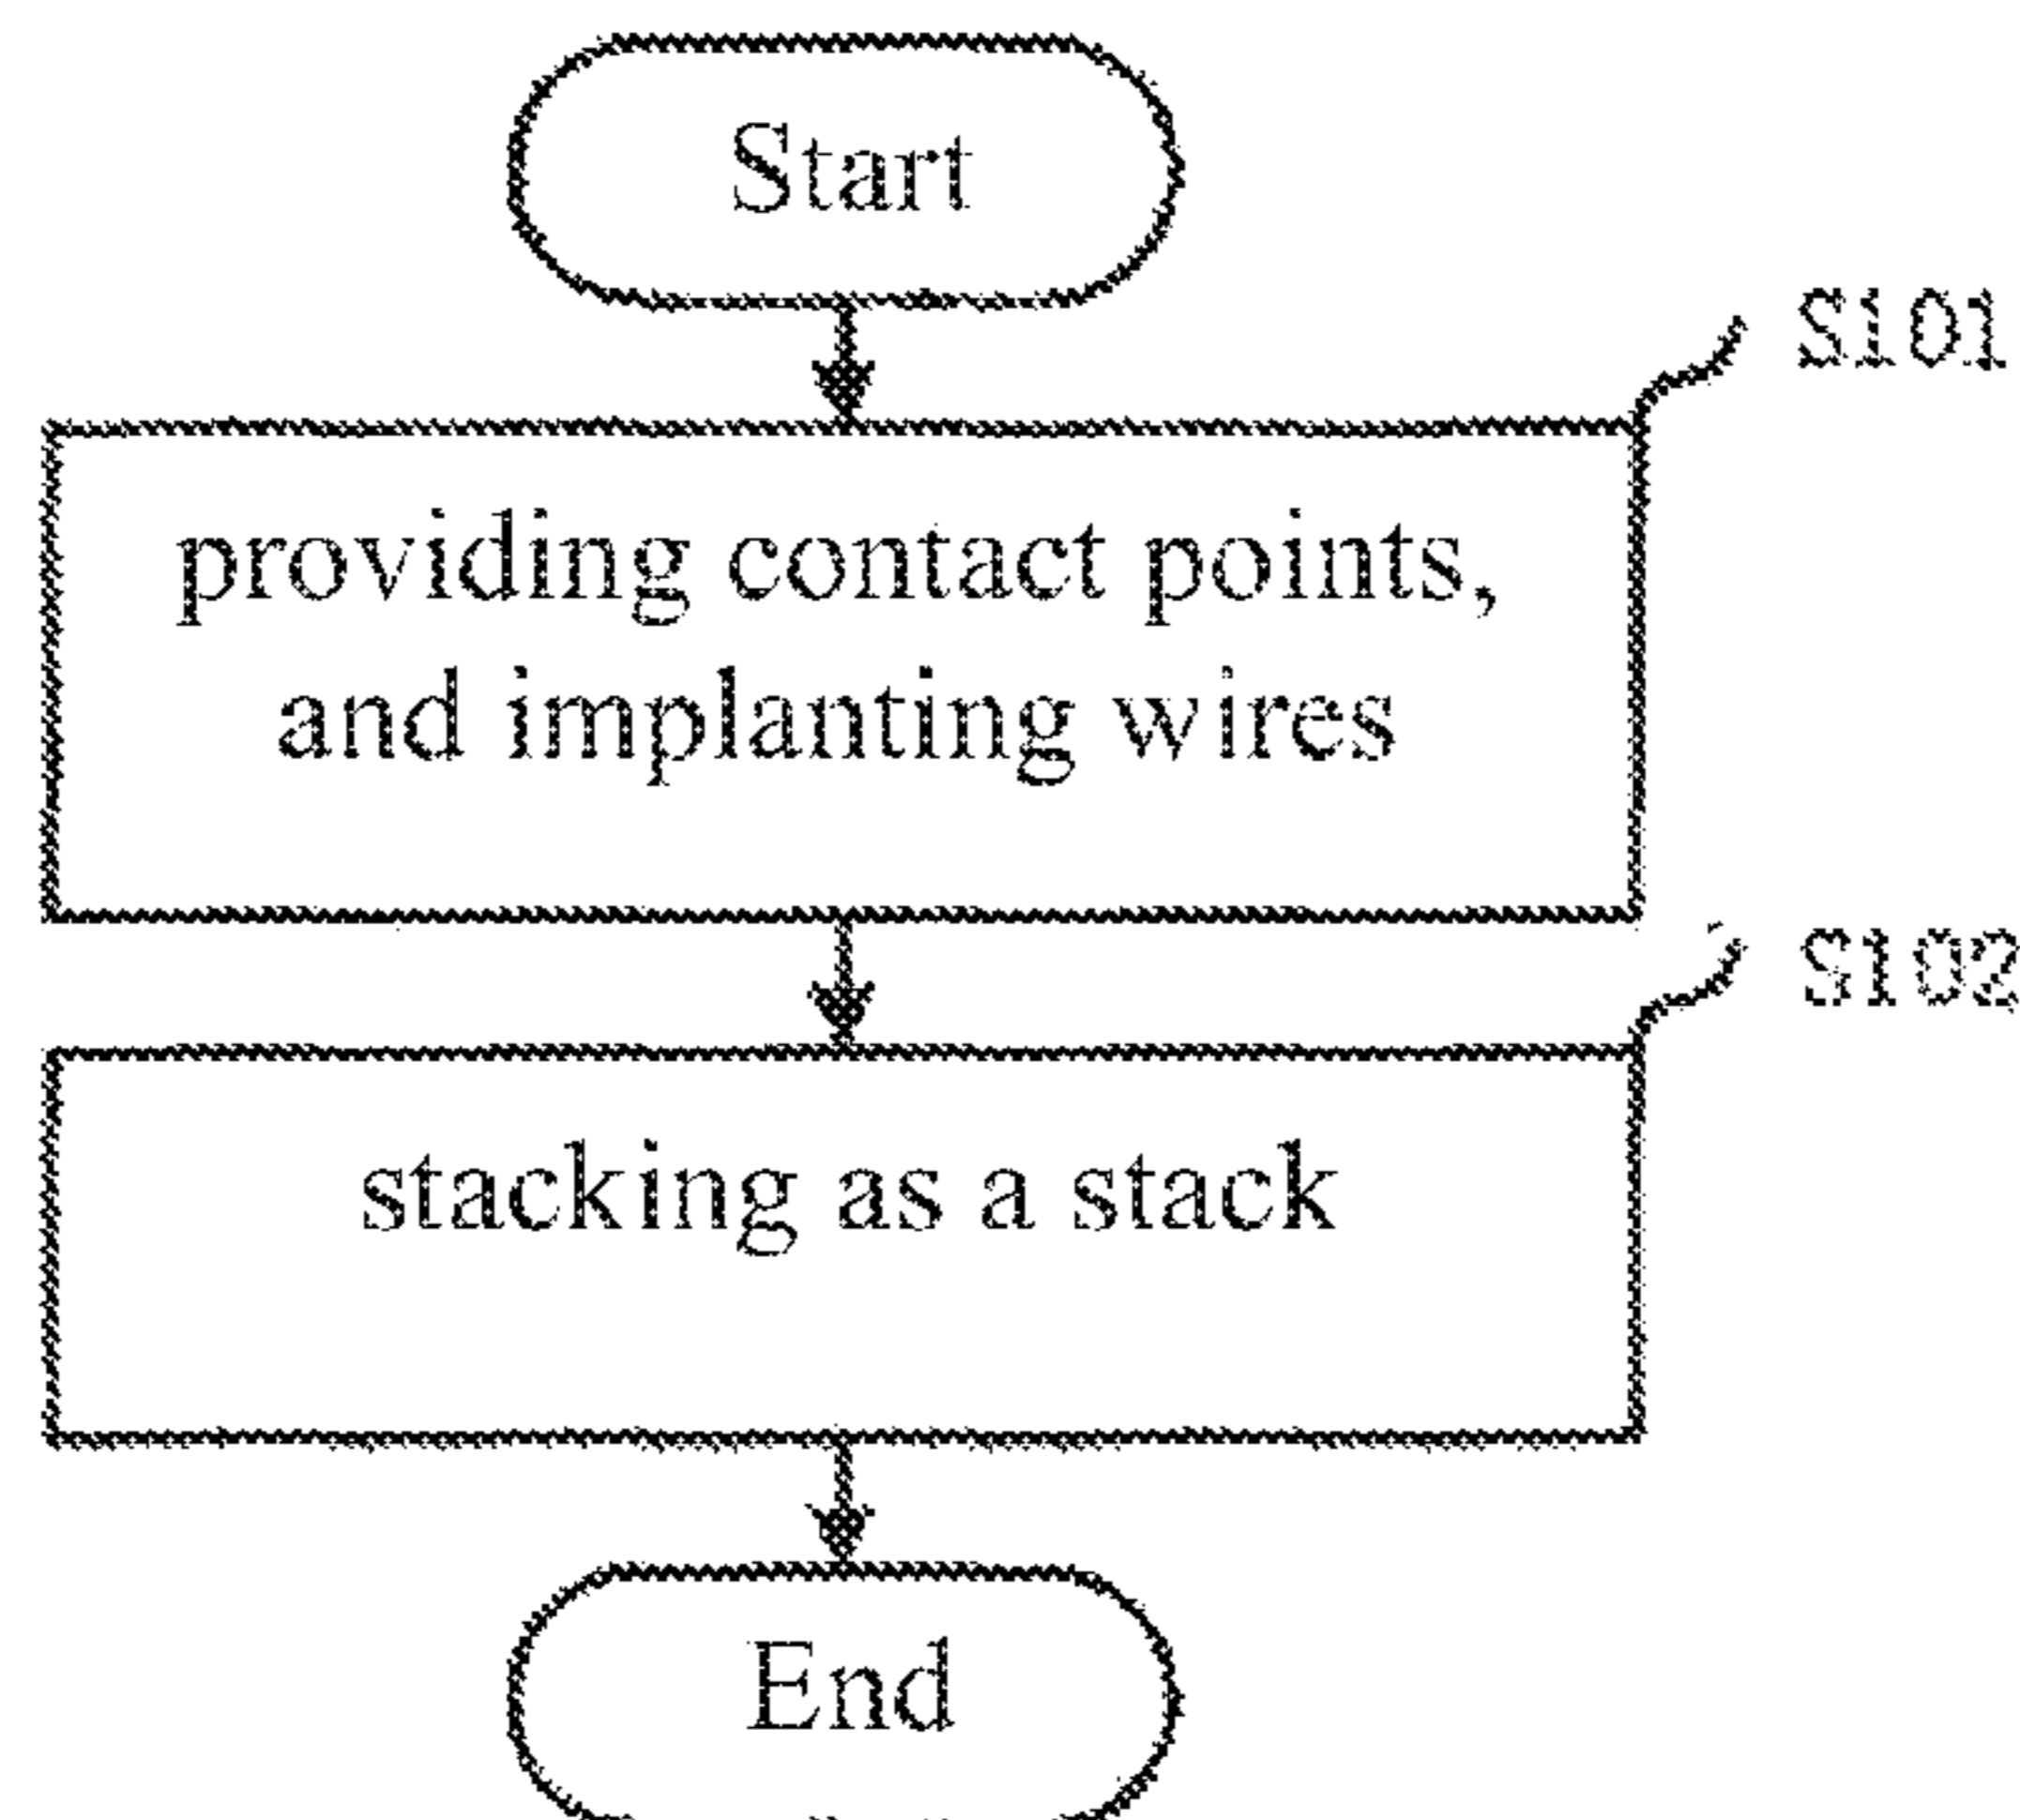 Start
S101
providing contact points,
and implanting wires
S102
stacking as a stack
End